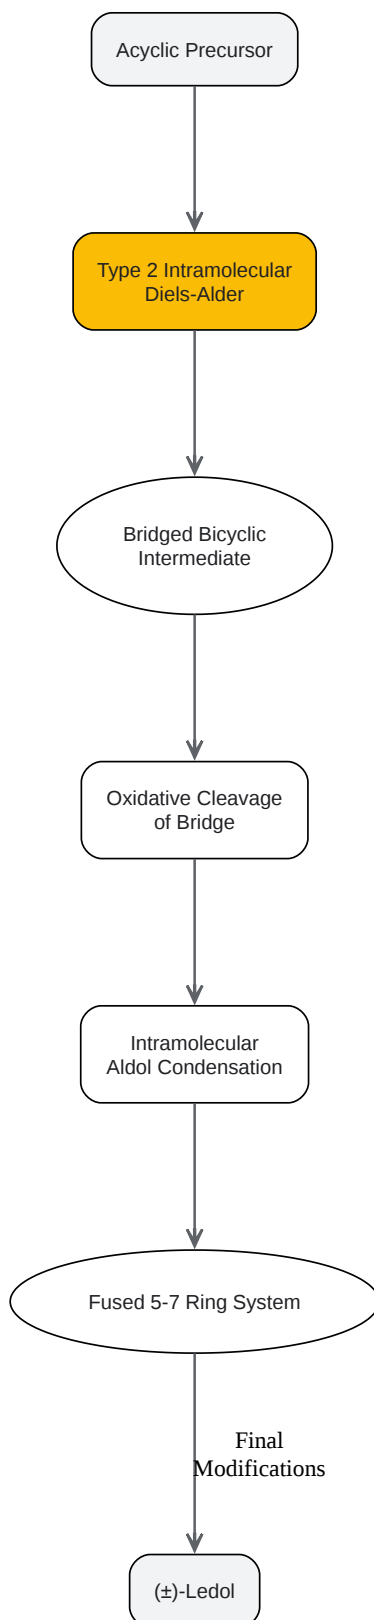 Acyclic Precursor
Type 2 Intramolecular
Diels-Alder
Bridged Bicyclic
Intermediate
Oxidative Cleavage
of Bridge
Intramolecular
Aldol Condensation
Fused 5-7 Ring System
Final
Modifications
(±)-Ledol